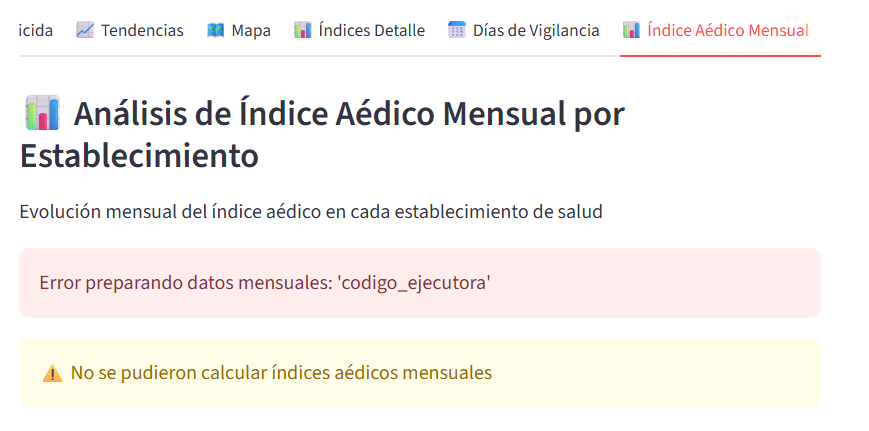 icida
Tendencias
Mapa
Índices Detalle
Días de Vigilancia
Índice Aédico Mensual
Análisis de Índice Aédico Mensual por
Establecimiento
Evolución mensual del índice aédico en cada establecimiento de salud
Error preparando datos mensuales: 'codigo_ejecutora'
No se pudieron calcular índices aédicos mensuales